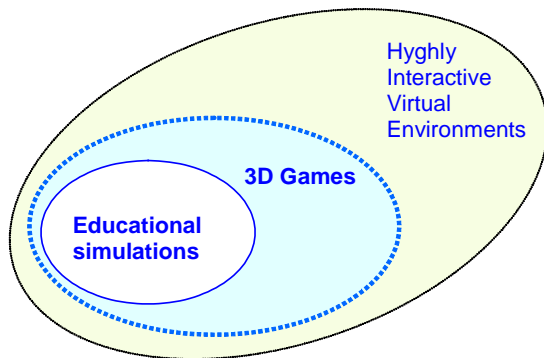 Hyghly
Interactive
Virtual
Environments
3D Games
Educational
simulations